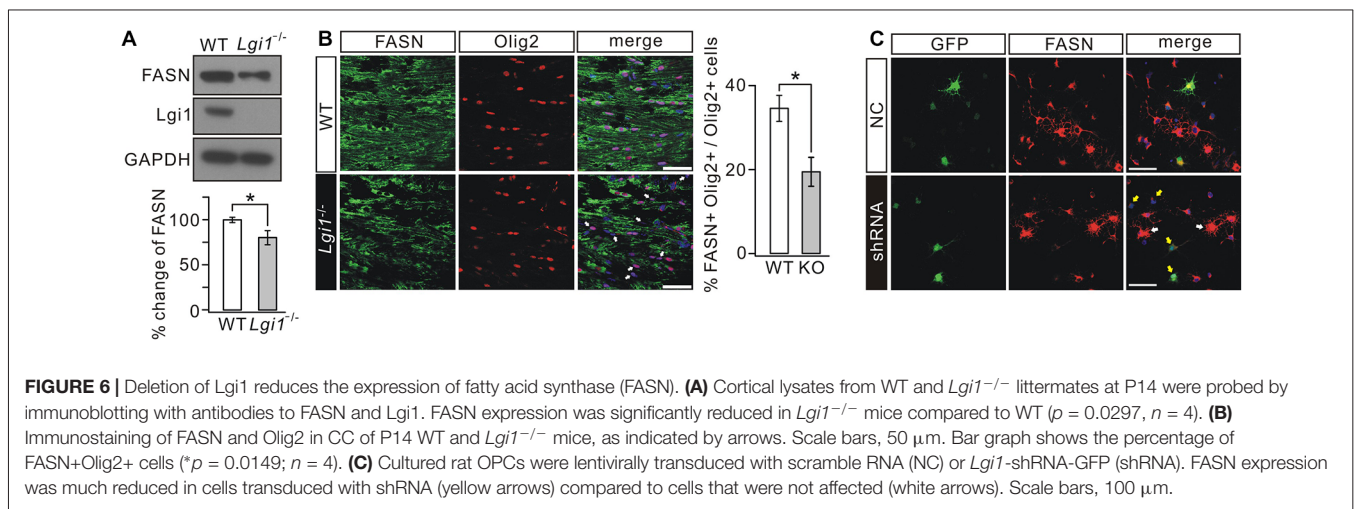 A
WT Lgi1-/-
FASN
Lgi1
GAPDH
% change of FASN
100
75
0
*
WT Lgi1-/-
B
FASN Olig2 merge
WT
Lgi1-/-
% FASN+ Olig2+ / Olig2+ cells
40
20
0
*
WT KO
C
GFP FASN merge
NC
shRNA
FIGURE 6 | Deletion of Lgi1 reduces the expression of fatty acid synthase (FASN). (A) Cortical lysates from WT and Lgi1−/− littermates at P14 were probed by
immunoblotting with antibodies to FASN and Lgi1. FASN expression was significantly reduced in Lgi1−/− mice compared to WT (p = 0.0297, n = 4). (B)
Immunostaining of FASN and Olig2 in CC of P14 WT and Lgi1−/− mice, as indicated by arrows. Scale bars, 50 μm. Bar graph shows the percentage of
FASN+Olig2+ cells (*p = 0.0149; n = 4). (C) Cultured rat OPCs were lentivirally transduced with scramble RNA (NC) or Lgi1-shRNA-GFP (shRNA). FASN expression
was much reduced in cells transduced with shRNA (yellow arrows) compared to cells that were not affected (white arrows). Scale bars, 100 μm.